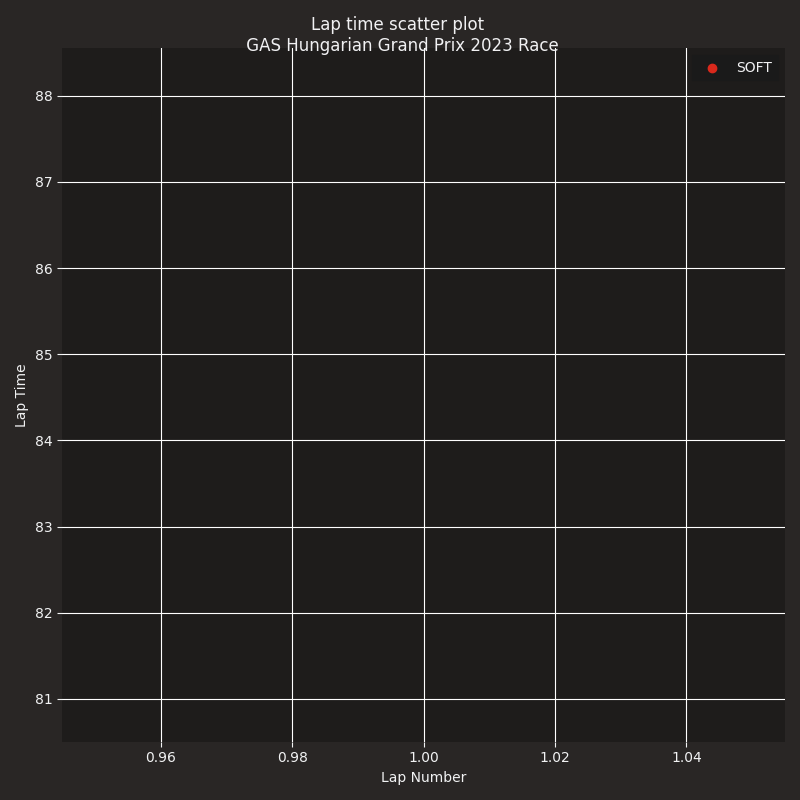 Lap time scatter plot
GAS Hungarian Grand Prix 2023 Race
SOFT
88
87
86
85
84
83
82
81
Lap Time
0.96
0.98
1.00
1.02
1.04
Lap Number